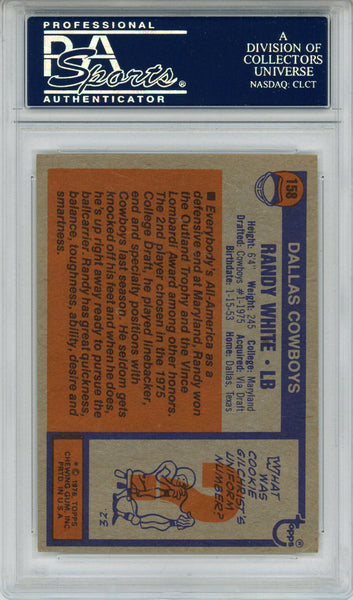 PROFESSIONAL
PSA
Sports
AUTHENTICATOR
A
DIVISION OF
COLLECTORS
UNIVERSE
NASDAQ: CLCT
158
DALLAS COWBOYS
RANDY WHITE • LB
Height: 6'4" Weight: 245 College: Maryland
Drafted: Cowboys #1-1975 Acquired: Via Draft
Birthdate: 1-15-53 Home: Dallas, Texas
■ Everybody's All-America as a
defensive end at Maryland, Randy won
the Outland Trophy and the Vince
Lombardi Award among other honors.
The 2nd player chosen in the 1975
College Draft, he played linebacker,
end and specialty positions with
Cowboys last season. He seldom gets
knocked off his feet and when he does,
he's up right away ready to pursue the
ballcarrier. Randy has great quickness,
balance, toughness, ability, desire and
smartness.
TOPPS
WHAT
WAS
COOKIE
GILCHRIST'S
UNIFORM
NUMBER?
32.
© 1976, TOPPS
CHEWING GUM, INC.
PRTD. IN U.S.A.